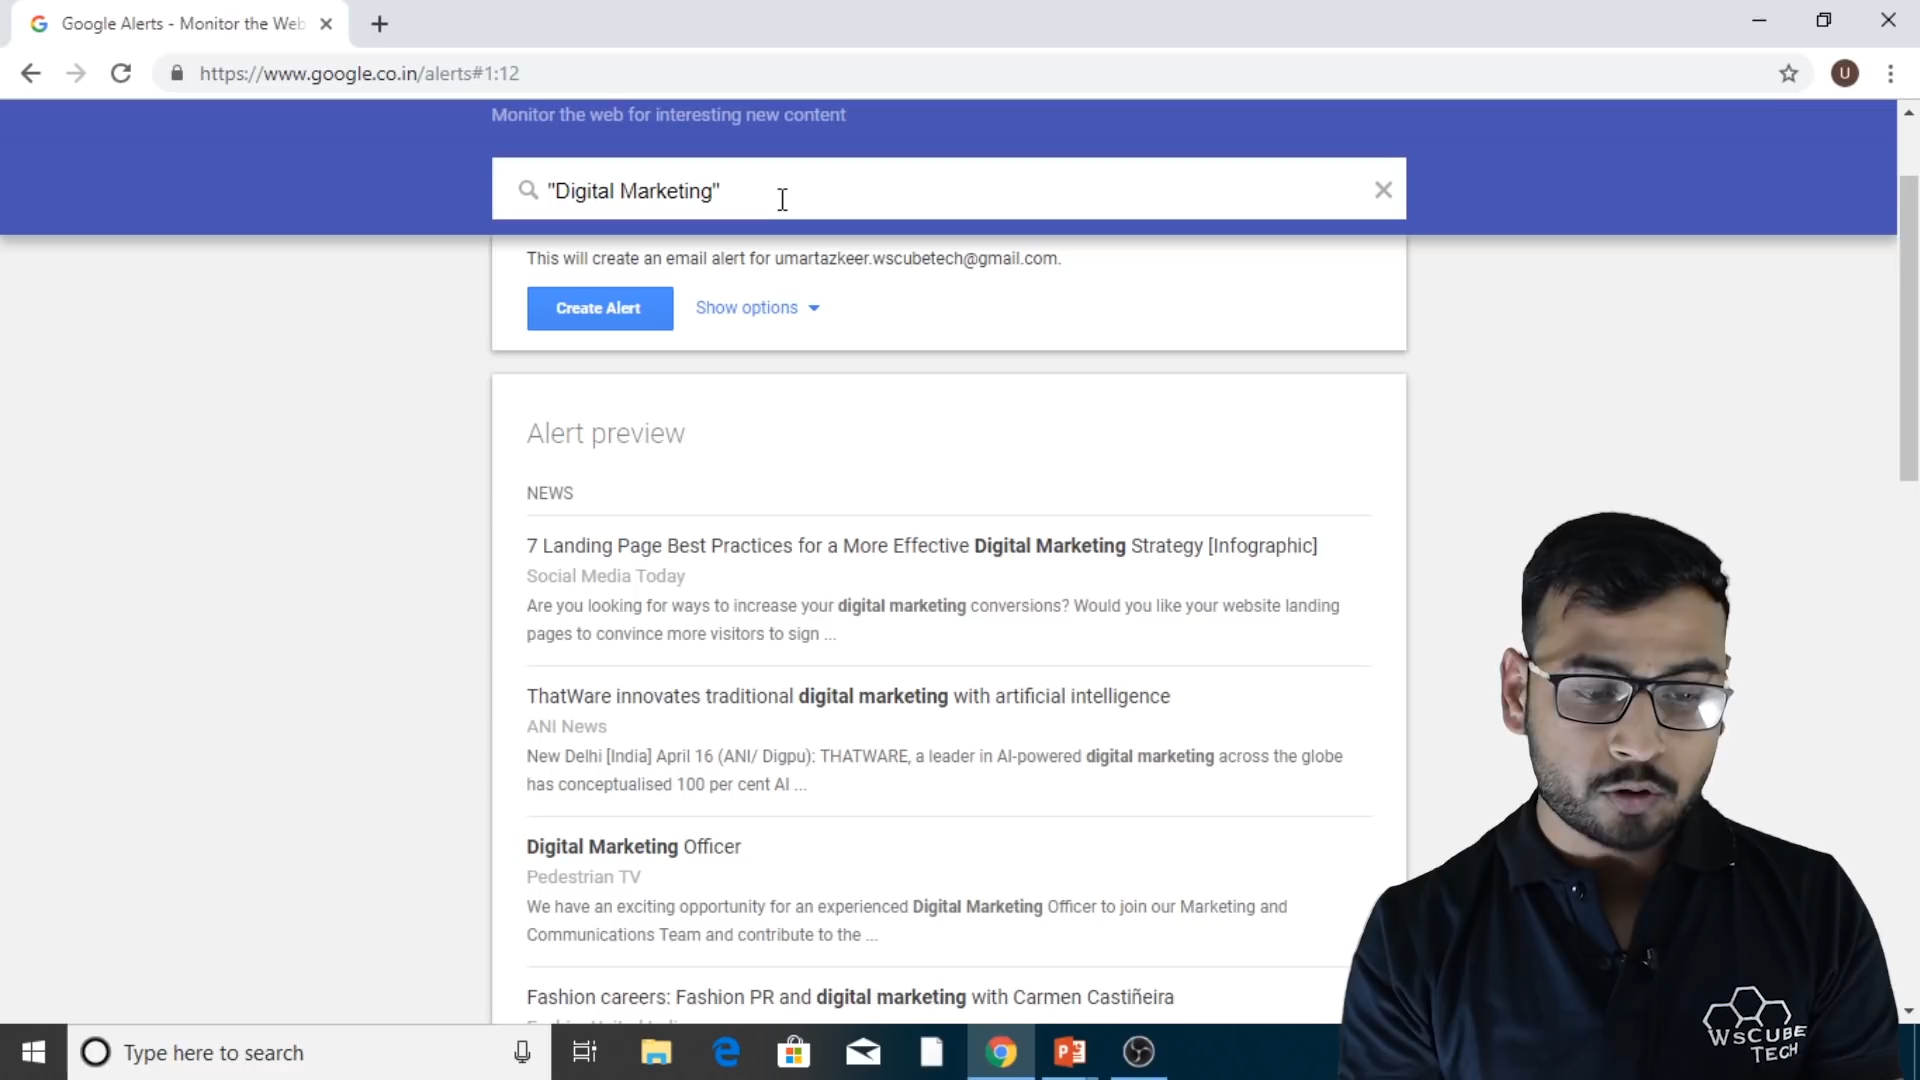 Google Alerts - Monitor the Web
https://www.google.co.in/alerts#1:12
U
Monitor the web for interesting new content
"Digital Marketing"
This will create an email alert for umartazkeer.wscubetech@gmail.com.
Create Alert
Show options
Alert preview
NEWS
7 Landing Page Best Practices for a More Effective Digital Marketing Strategy [Infographic]
Social Media Today
Are you looking for ways to increase your digital marketing conversions? Would you like your website landing
pages to convince more visitors to sign ...
ThatWare innovates traditional digital marketing with artificial intelligence
ANI News
New Delhi [India] April 16 (ANI/ Digpu): THATWARE, a leader in AI-powered digital marketing across the globe
has conceptualised 100 per cent AI ...
Digital Marketing Officer
Pedestrian TV
We have an exciting opportunity for an experienced Digital Marketing Officer to join our Marketing and
Communications Team and contribute to the ...
Fashion careers: Fashion PR and digital marketing with Carmen Castiñeira
Type here to search
WSCUBE
TECH